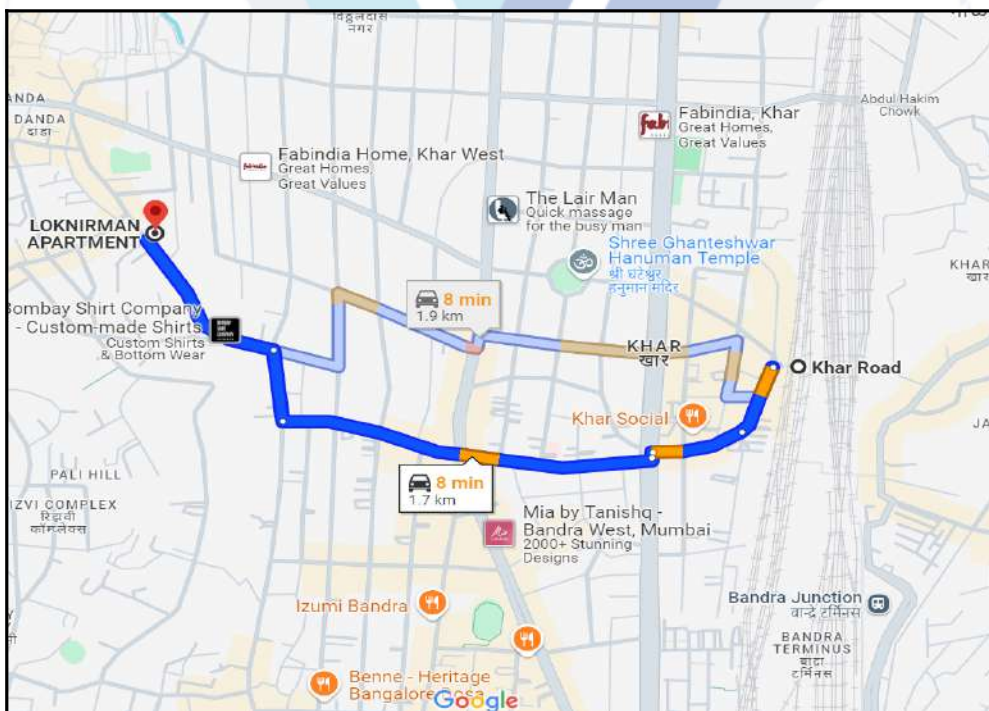 विठ्ठलदास
नगर
ANDA
DANDA
दांडा
Abdul Hakim
Chowk
Fabindia, Khar
Great Homes,
Great Values
Fabindia Home, Khar West
Great Homes,
Great Values
The Lair Man
Quick massage
for the busy man
LOKNIRMAN
APARTMENT
Shree Ghanteshwar
Hanuman Temple
श्री घंटेश्वर
हनुमान मंदिर
KHAR
खार
Bombay Shirt Company
- Custom-made Shirts
Custom Shirts
& Bottom Wear
8 min
1.9 km
KHAR
खार
Khar Road
Khar Social
JA
PALI HILL
8 min
1.7 km
IZVI COMPLEX
रिझवी
कॉम्प्लेक्स
Mia by Tanishq -
Bandra West, Mumbai
2000+ Stunning
Designs
Izumi Bandra
Bandra Junction
वान्द्रे टर्मिनस
BANDRA
TERMINUS
बांद्रा
टर्मिनस
Benne - Heritage
Bangalore Dosa
Google